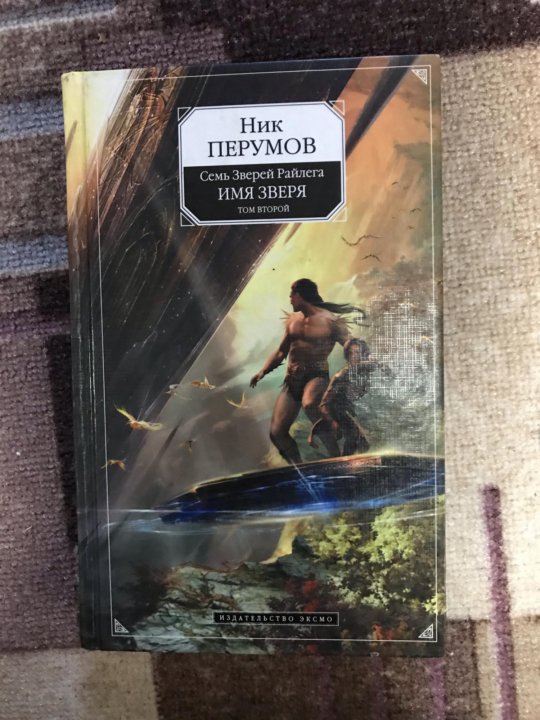 Ник
ПЕРУМОВ
Семь Зверей Райлега
ИМЯ ЗВЕРЯ
ТОМ ВТОРОЙ
ИЗДАТЕЛЬСТВО ЭКСМО